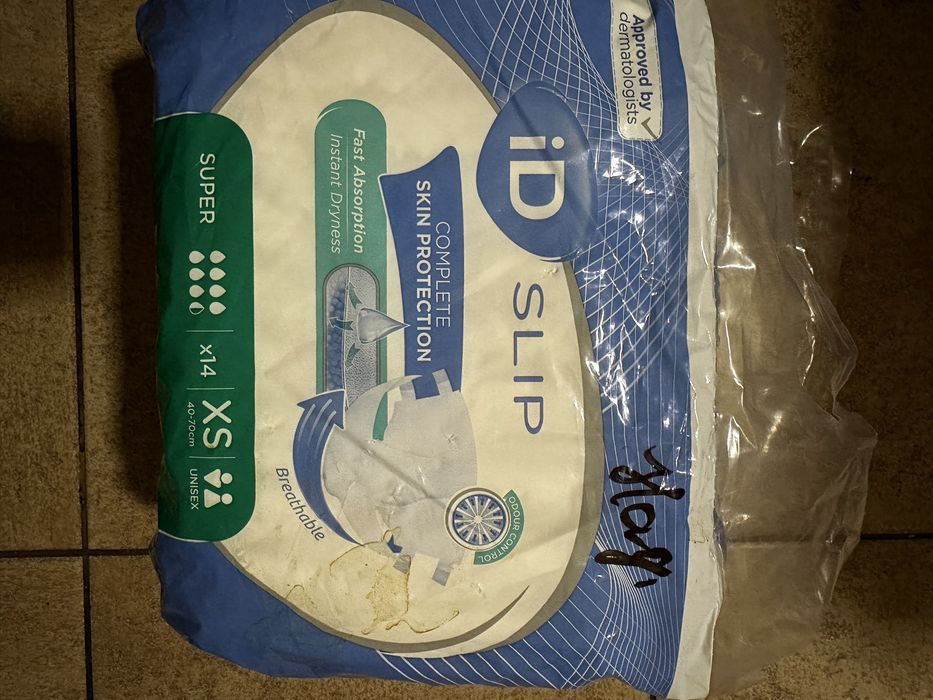 Approved by
dermatologists
iD
SLIP
COMPLETE
SKIN PROTECTION
Fast Absorption
Instant Dryness
ODOUR CONTROL
Breathable
SUPER
x14
XS
40-70cm
UNISEX